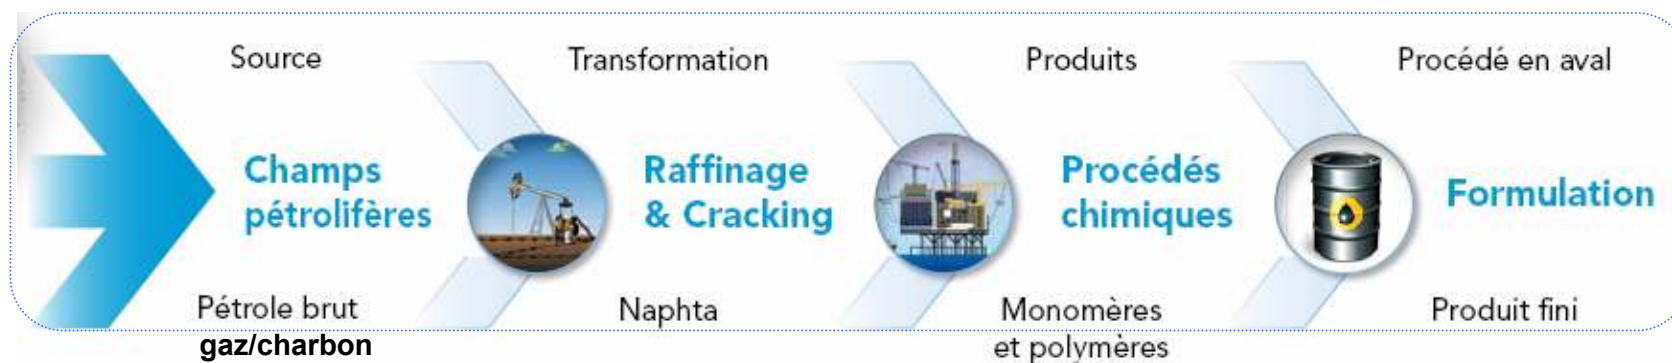 Source
Champs
pétrolifères
Pétrole brut
gaz/charbon
Transformation
Raffinage
& Cracking
Naphta
Produits
Procédés
chimiques
Monomères
et polymères
Procédé en aval
Formulation
Produit fini